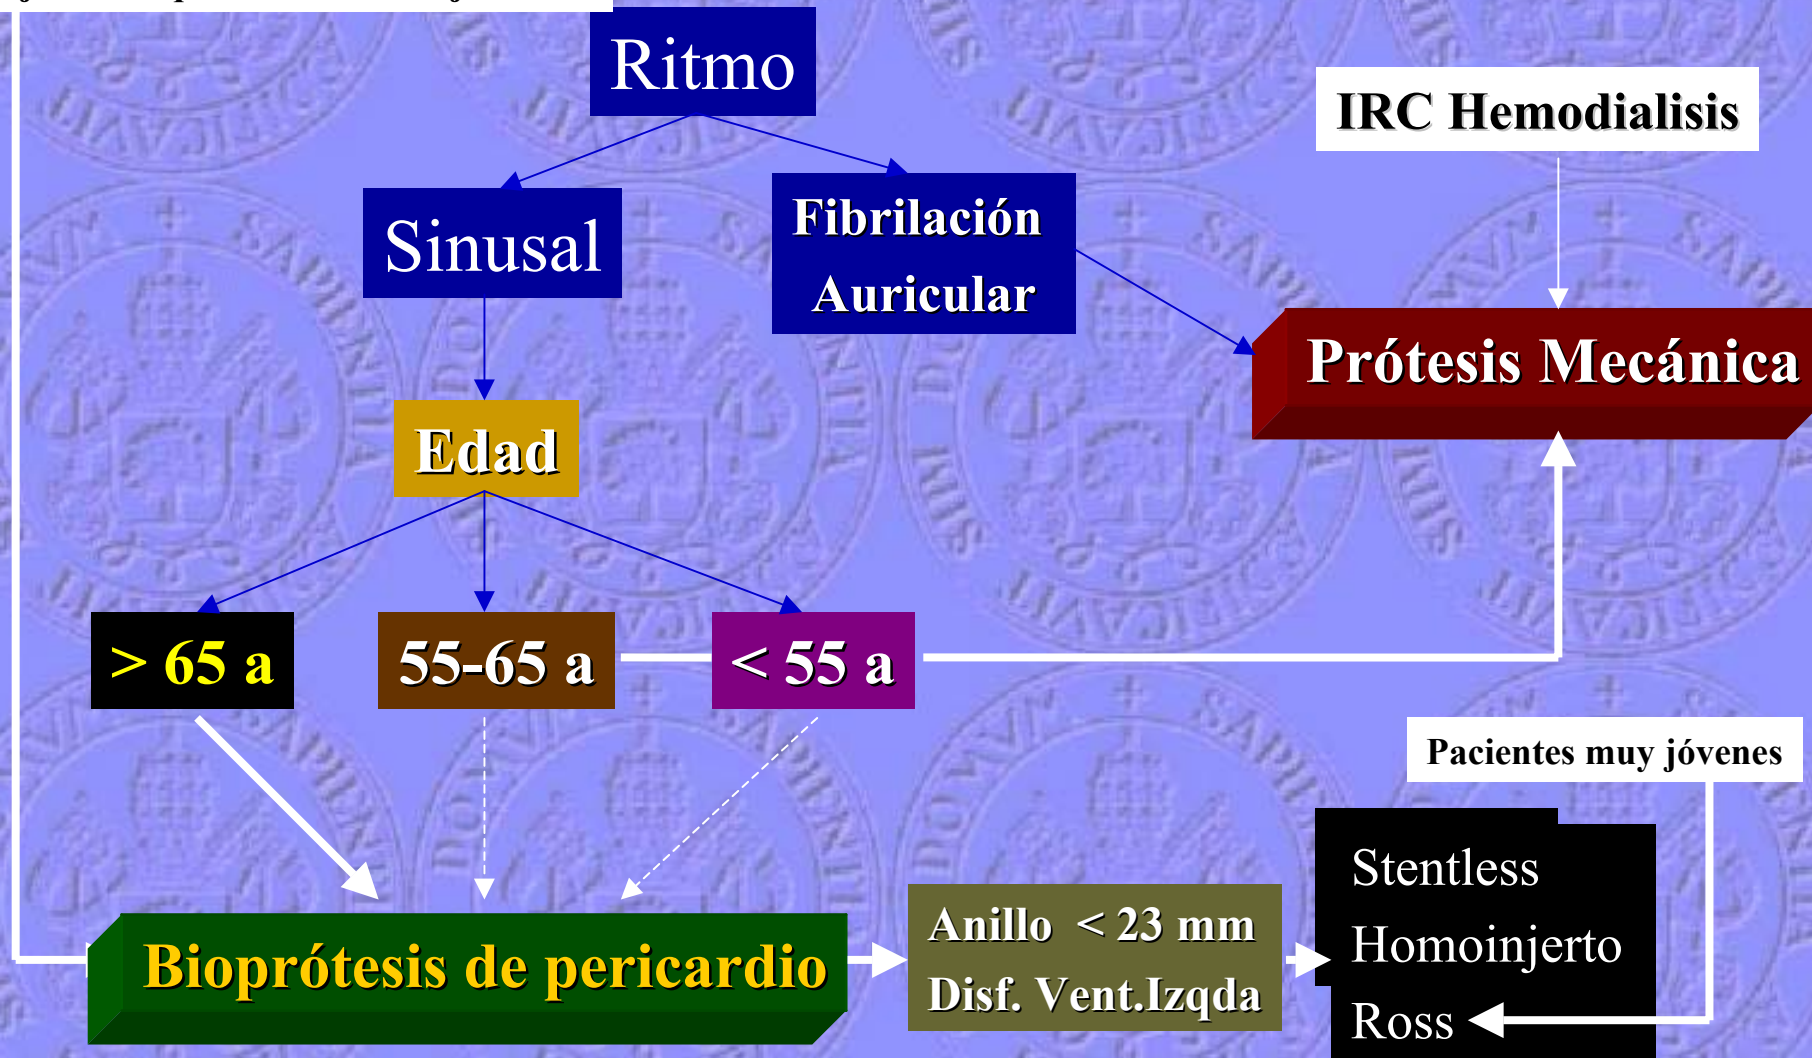 Ritmo
IRC Hemodialisis
Sinusal
Fibrilación
Auricular
Prótesis Mecánica
Edad
> 65 a
55-65 a
< 55 a
Pacientes muy jóvenes
Stentless
Homoinjerto
Ross
Anillo < 23 mm
Disf. Vent.Izqda
Bioprótesis de pericardio